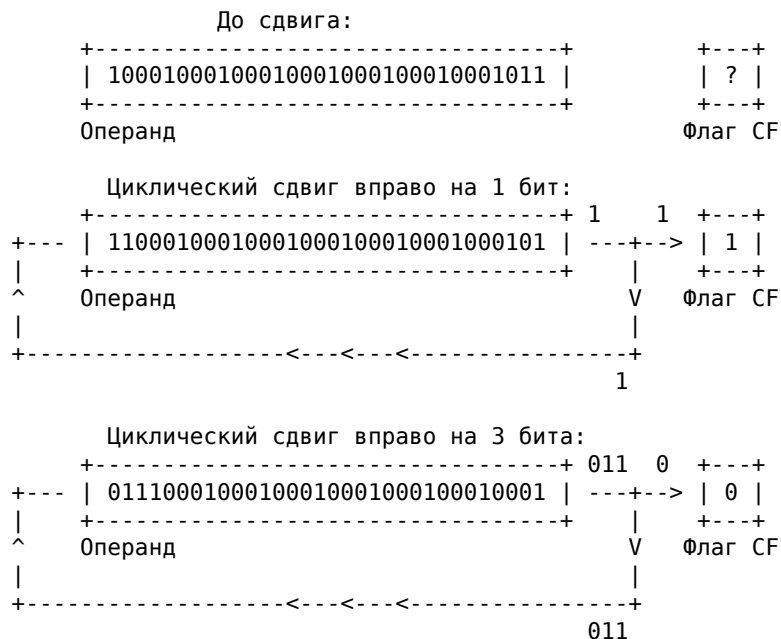 До сдвига:
+----------------------------------+ +---+
| 10001000100010001000100010001011 | | ? |
+----------------------------------+ +---+
Операнд Флаг CF
Циклический сдвиг вправо на 1 бит:
+----------------------------------+ 1 1 +---+
+--- | 11000100010001000100010001000101 | ---+--> | 1 |
| +----------------------------------+ | +---+
^ Операнд V Флаг CF
| |
+-------------------<---<---<----------------+
1
Циклический сдвиг вправо на 3 бита:
+----------------------------------+ 011 0 +---+
+--- | 01110001000100010001000100010001 | ---+--> | 0 |
| +----------------------------------+ | +---+
^ Операнд V Флаг CF
| |
+-------------------<---<---<----------------+
011